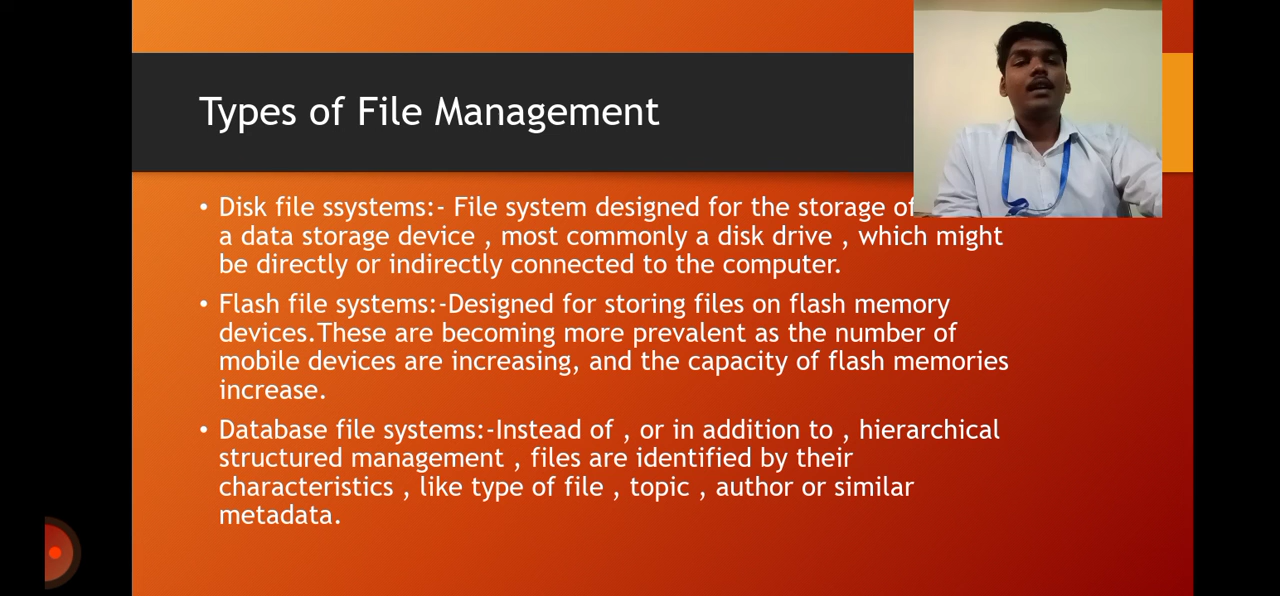 Types of File Management
• Disk file ssystems:- File system designed for the storage of
a data storage device , most commonly a disk drive , which might
be directly or indirectly connected to the computer.
• Flash file systems:-Designed for storing files on flash memory
devices.These are becoming more prevalent as the number of
mobile devices are increasing, and the capacity of flash memories
increase.
• Database file systems:-Instead of , or in addition to , hierarchical
structured management , files are identified by their
characteristics , like type of file , topic , author or similar
metadata.